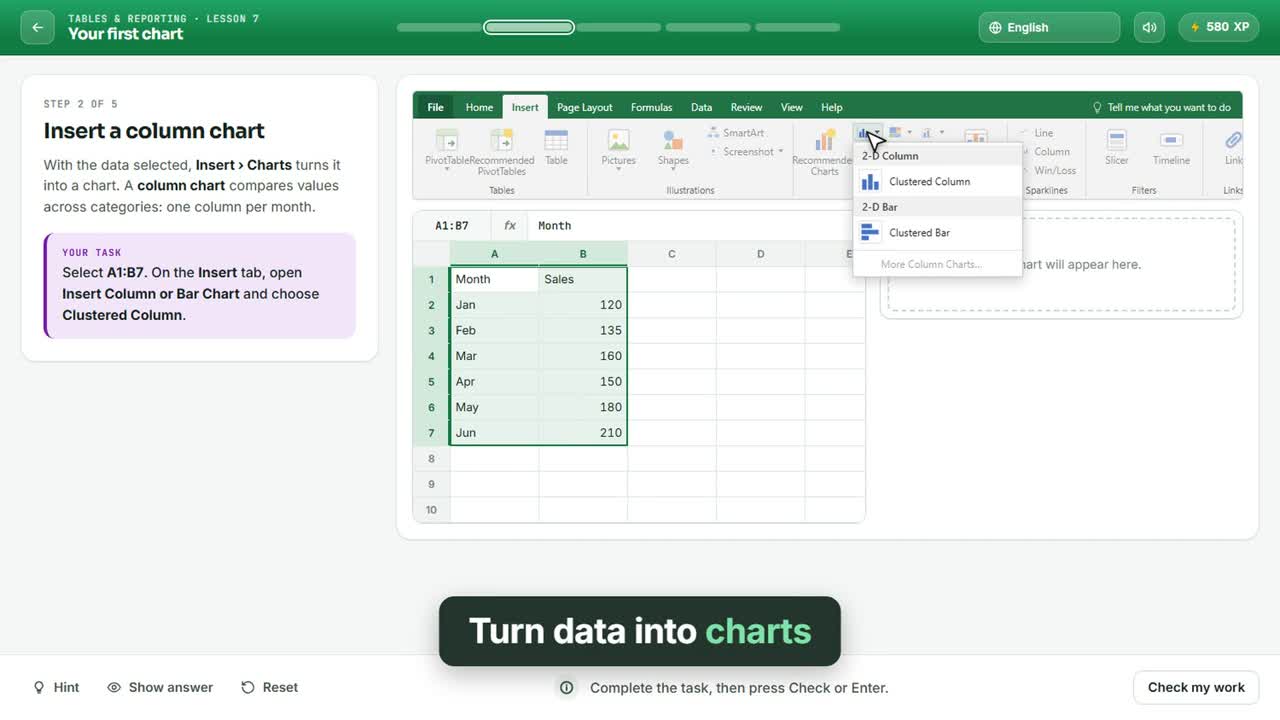 TABLES & REPORTING · LESSON 7
Your first chart
English
580 XP
STEP 2 OF 5
Insert a column chart
With the data selected, Insert › Charts turns it
into a chart. A column chart compares values
across categories: one column per month.
YOUR TASK
Select A1:B7. On the Insert tab, open
Insert Column or Bar Chart and choose
Clustered Column.
File Home Insert Page Layout Formulas Data Review View Help
Tell me what you want to do
PivotTable
Recommended
PivotTables
Table
Tables
Pictures
Shapes
SmartArt
Screenshot
Illustrations
Recommende
Charts
Line
Column
Win/Loss
Sparklines
Slicer
Timeline
Filters
Link
Links
2-D Column
Clustered Column
2-D Bar
Clustered Bar
More Column Charts...
A1:B7 fx Month
A B C D E
1 Month Sales
2 Jan 120
3 Feb 135
4 Mar 160
5 Apr 150
6 May 180
7 Jun 210
8
9
10
hart will appear here.
Turn data into charts
Hint
Show answer
Reset
Complete the task, then press Check or Enter.
Check my work